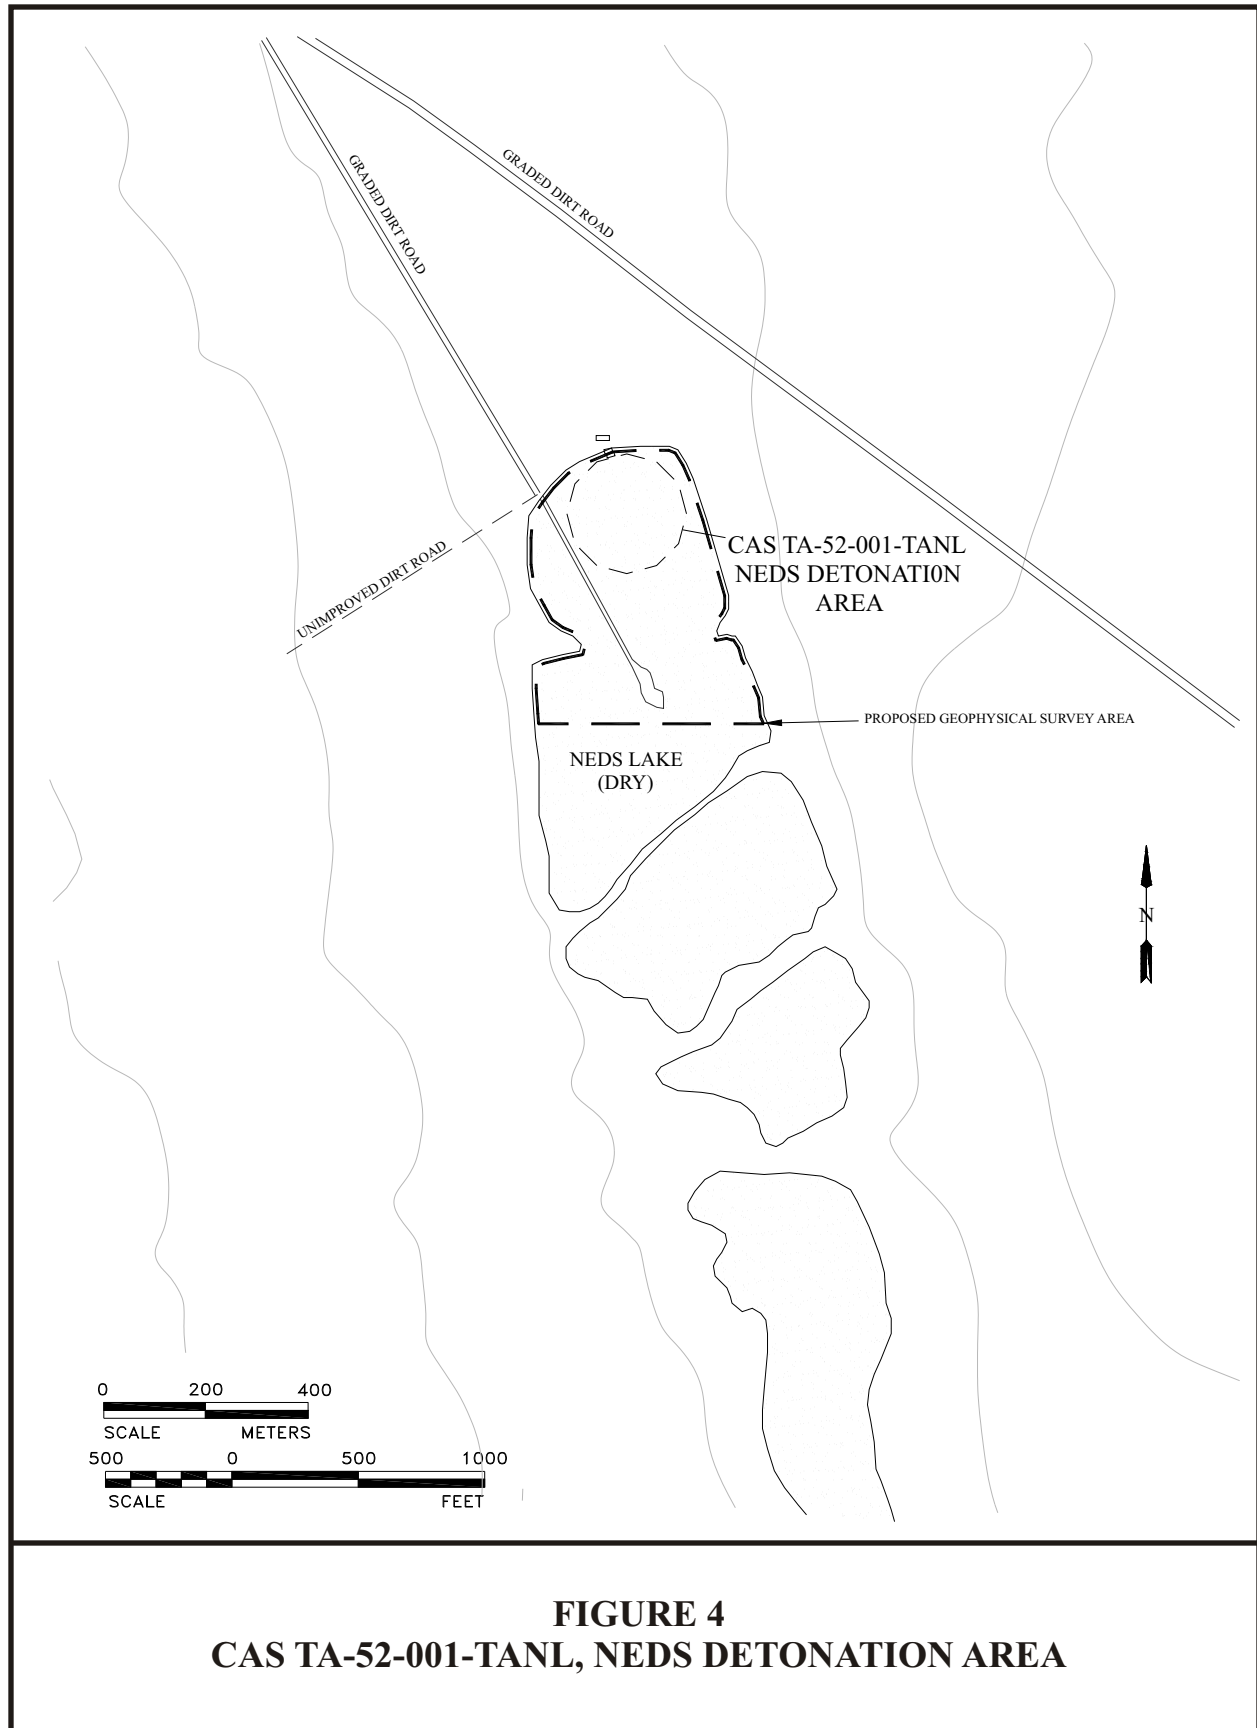 GRADED DIRT ROAD
GRADED DIRT ROAD
UNIMPROVED DIRT ROAD
CAS TA-52-001-TANL
NEDS DETONATI0N
AREA
PROPOSED GEOPHYSICAL SURVEY AREA
NEDS LAKE
(DRY)
N
0 200 400
SCALE METERS
500 0 500 1000
SCALE FEET
FIGURE 4
CAS TA-52-001-TANL, NEDS DETONATION AREA